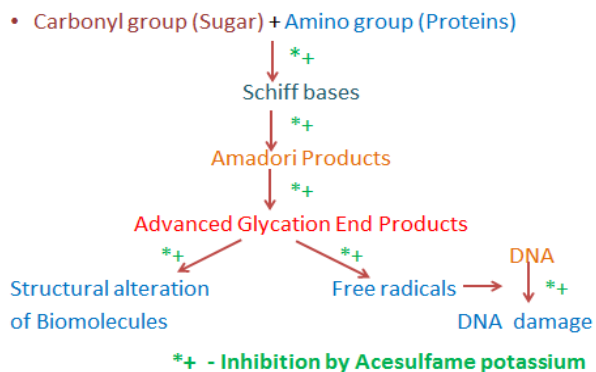 • Carbonyl group (Sugar) + Amino group (Proteins)
*+
Schiff bases
*+
Amadori Products
*+
Advanced Glycation End Products
*+ *+
DNA
Structural alteration
of Biomolecules
Free radicals
*+
DNA damage
*+ - Inhibition by Acesulfame potassium